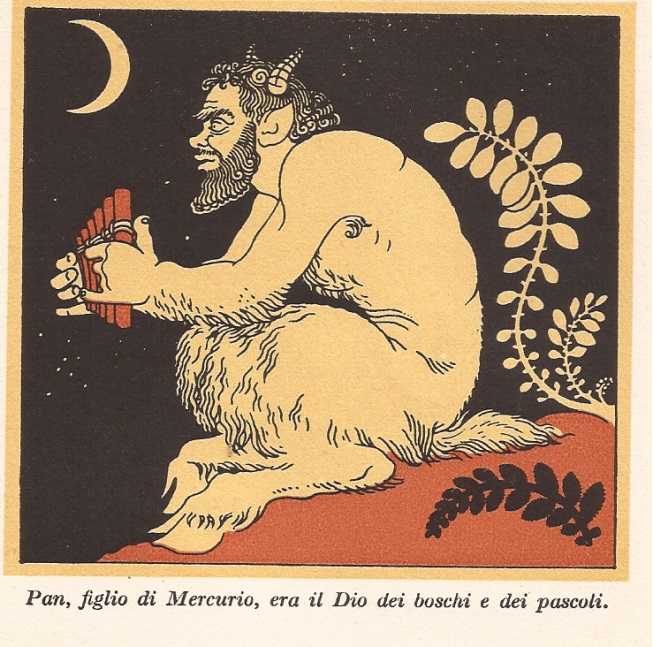 Pan, figlio di Mercurio, era il Dio dei boschi e dei pascoli.